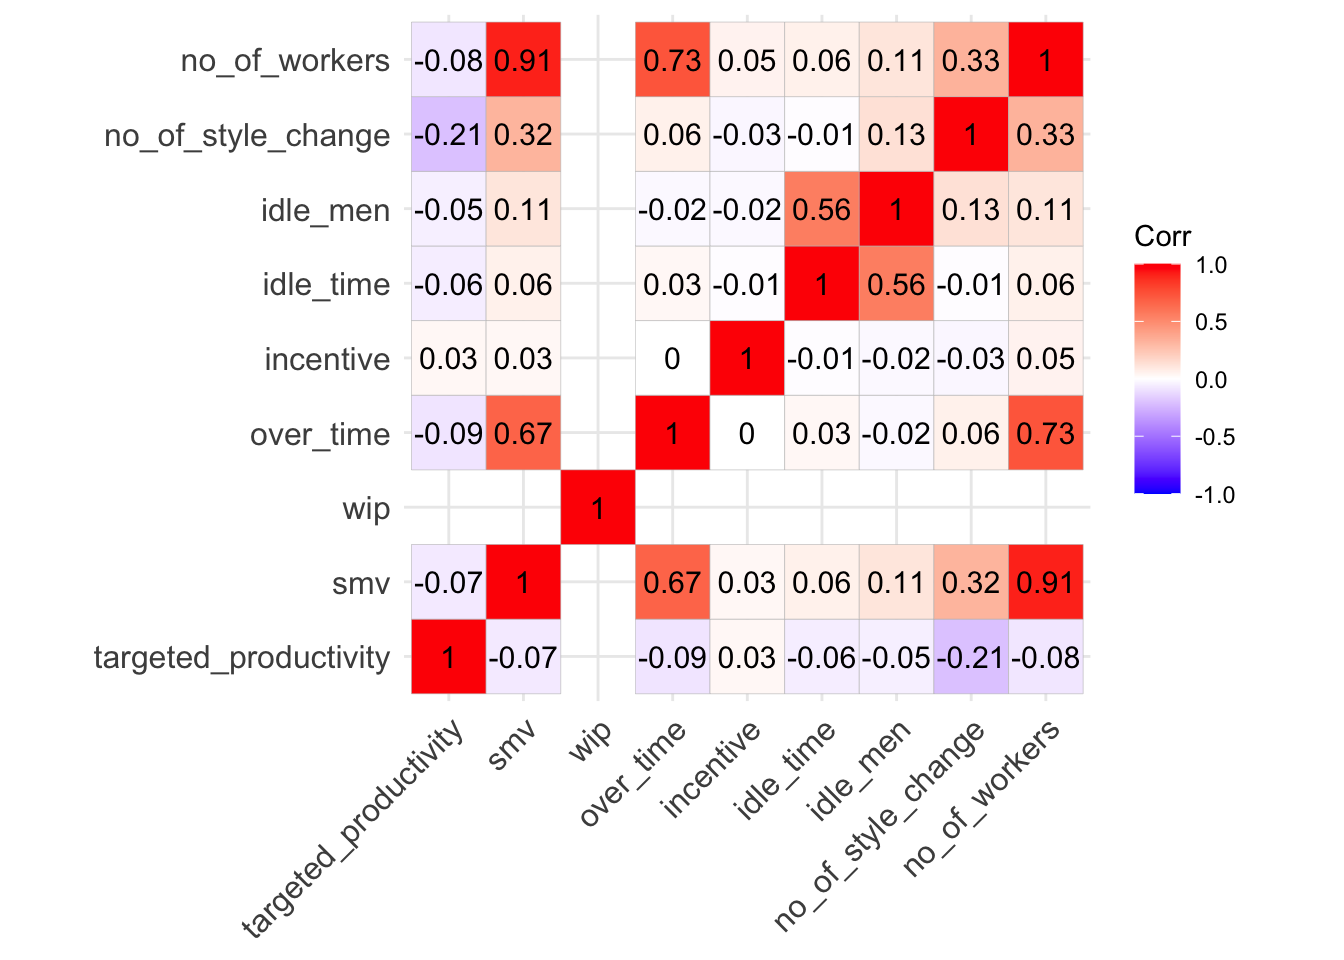 no_of_workers -0.08 0.91 0.73 0.05 0.06 0.11 0.33 1
no_of_style_change -0.21 0.32 0.06 -0.03 -0.01 0.13 1 0.33
idle_men -0.05 0.11 -0.02 -0.02 0.56 1 0.13 0.11
idle_time -0.06 0.06 0.03 -0.01 1 0.56 -0.01 0.06
incentive 0.03 0.03 0 1 -0.01 -0.02 -0.03 0.05
over_time -0.09 0.67 1 0 0.03 -0.02 0.06 0.73
wip 1
smv -0.07 1 0.67 0.03 0.06 0.11 0.32 0.91
targeted_productivity 1 -0.07 -0.09 0.03 -0.06 -0.05 -0.21 -0.08
targeted_productivity
smv
wip
over_time
incentive
idle_time
idle_men
no_of_style_change
no_of_workers
Corr
1.0
0.5
0.0
-0.5
-1.0